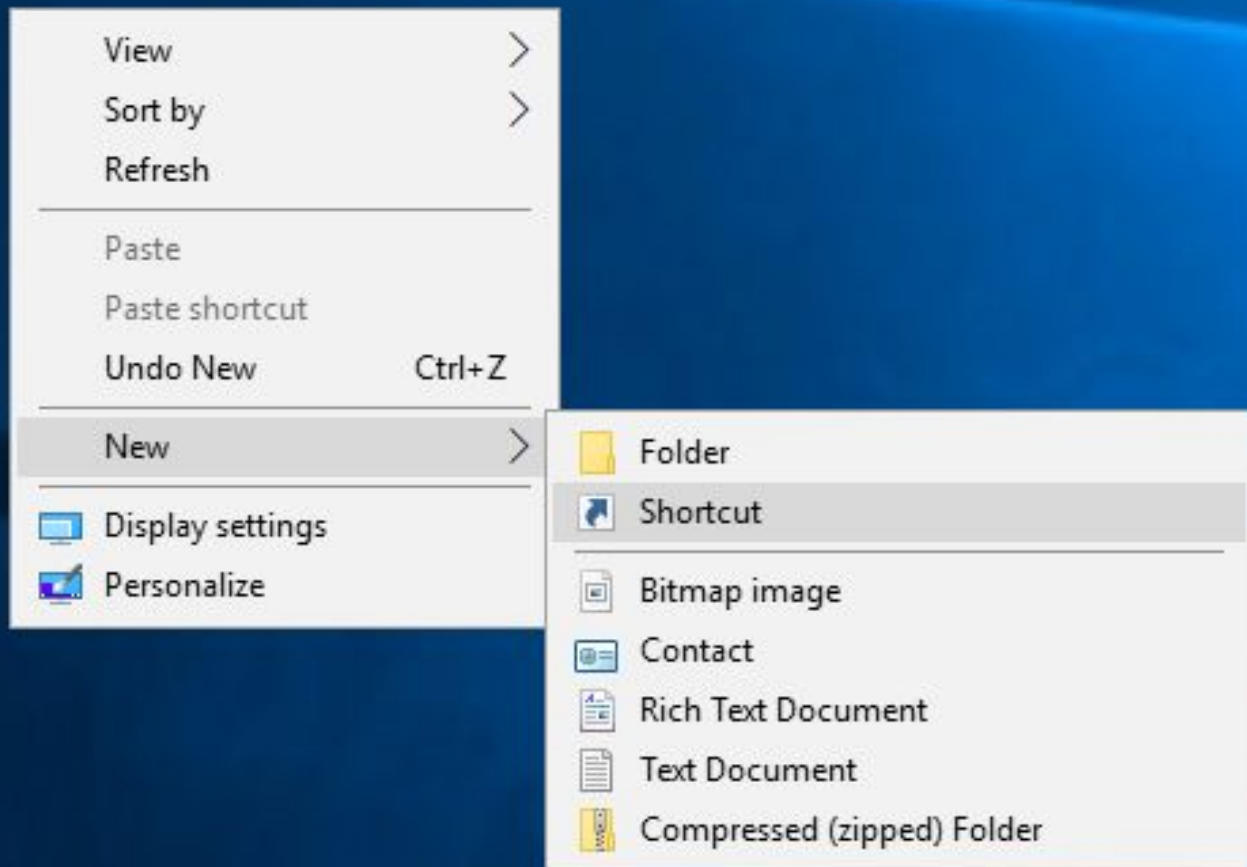 View
Sort by
Refresh
Paste
Paste shortcut
Undo New Ctrl+Z
New
Display settings
Personalize
Folder
Shortcut
Bitmap image
Contact
Rich Text Document
Text Document
Compressed (zipped) Folder